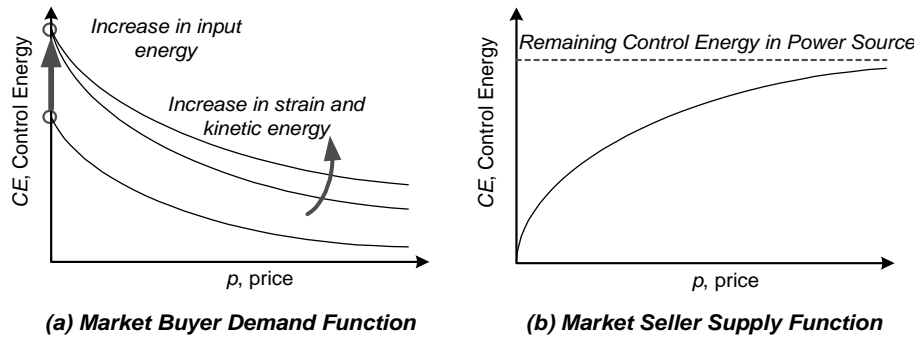 Increase in input
energy
Increase in strain and
kinetic energy
CE, Control Energy
p, price
(a) Market Buyer Demand Function
Remaining Control Energy in Power Source
CE, Control Energy
p, price
(b) Market Seller Supply Function